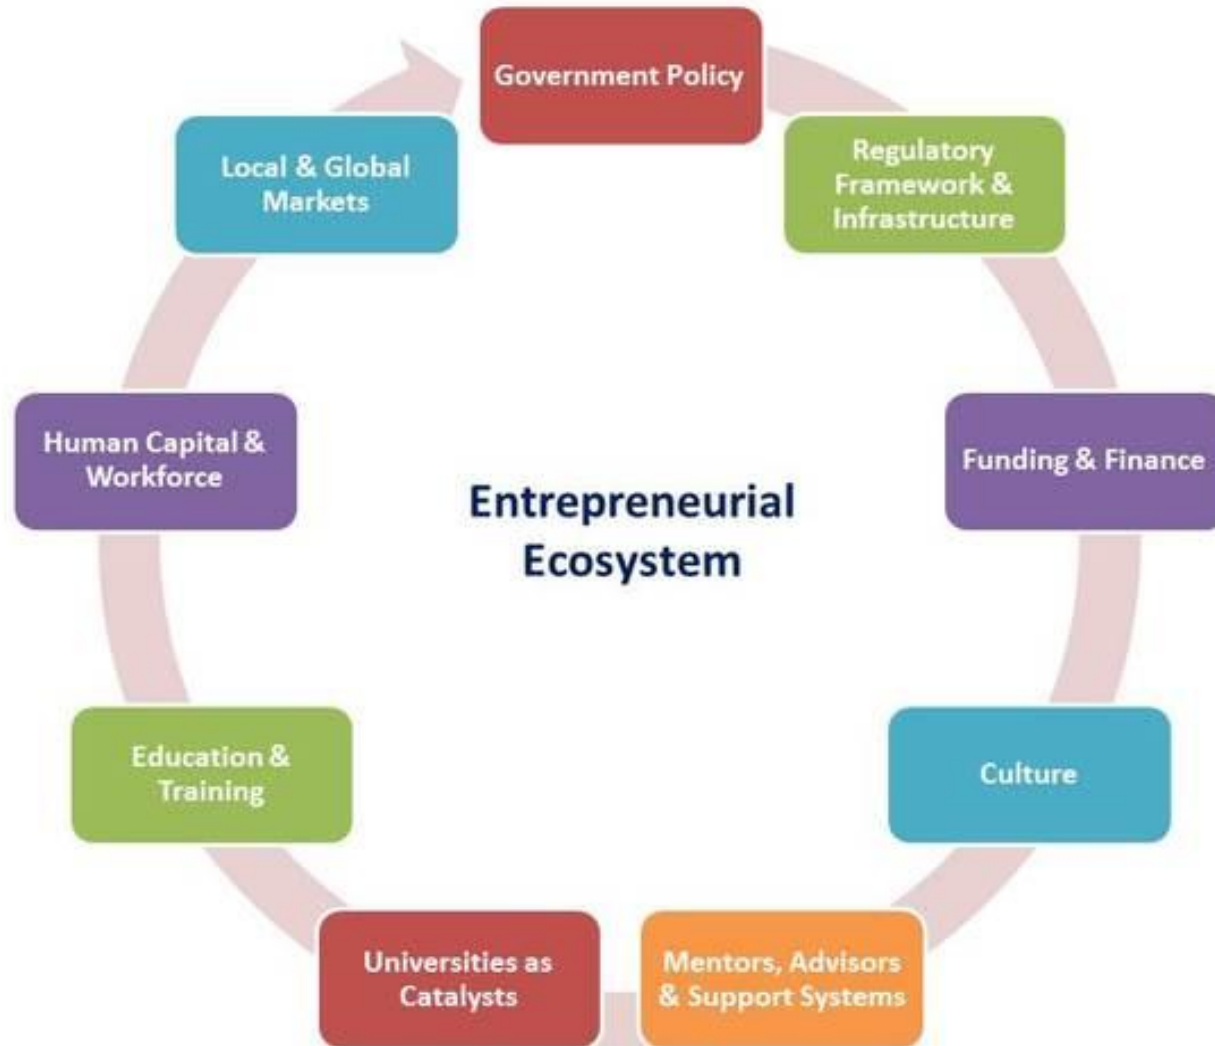 Government Policy
Regulatory
Framework &
Infrastructure
Funding & Finance
Culture
Mentors, Advisors
& Support Systems
Universities as
Catalysts
Education &
Training
Human Capital &
Workforce
Local & Global
Markets
Entrepreneurial
Ecosystem